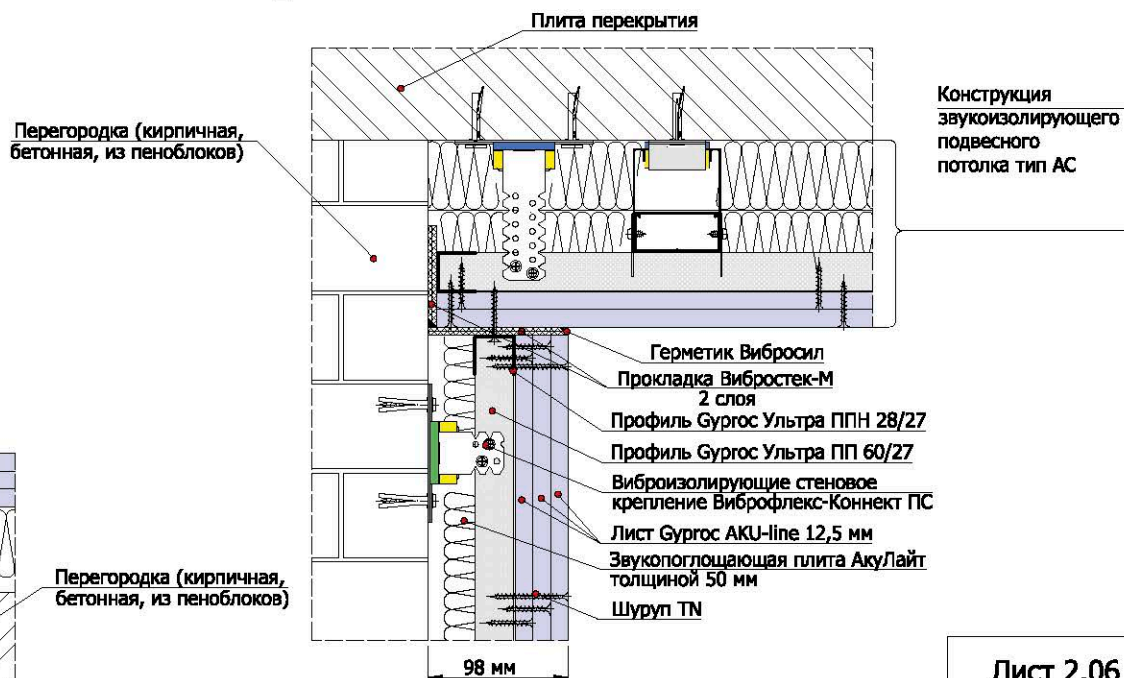 Плита перекрытия
Перегородка (кирпичная,
бетонная, из пеноблоков)
Конструкция
звукоизолирующего
подвесного
потолка тип АС
Герметик Вибросил
Прокладка Вибростек-М
2 слоя
Профиль Gyproc Ультра ППН 28/27
Профиль Gyproc Ультра ПП 60/27
Виброизолирующие стеновое
крепление Виброфлекс-Коннект ПС
Лист Gyproc AKU-line 12,5 мм
Звукопоглощающая плита АкуЛайт
толщиной 50 мм
Шуруп TN
Перегородка (кирпичная,
бетонная, из пеноблоков)
98 мм
Лист 2.06